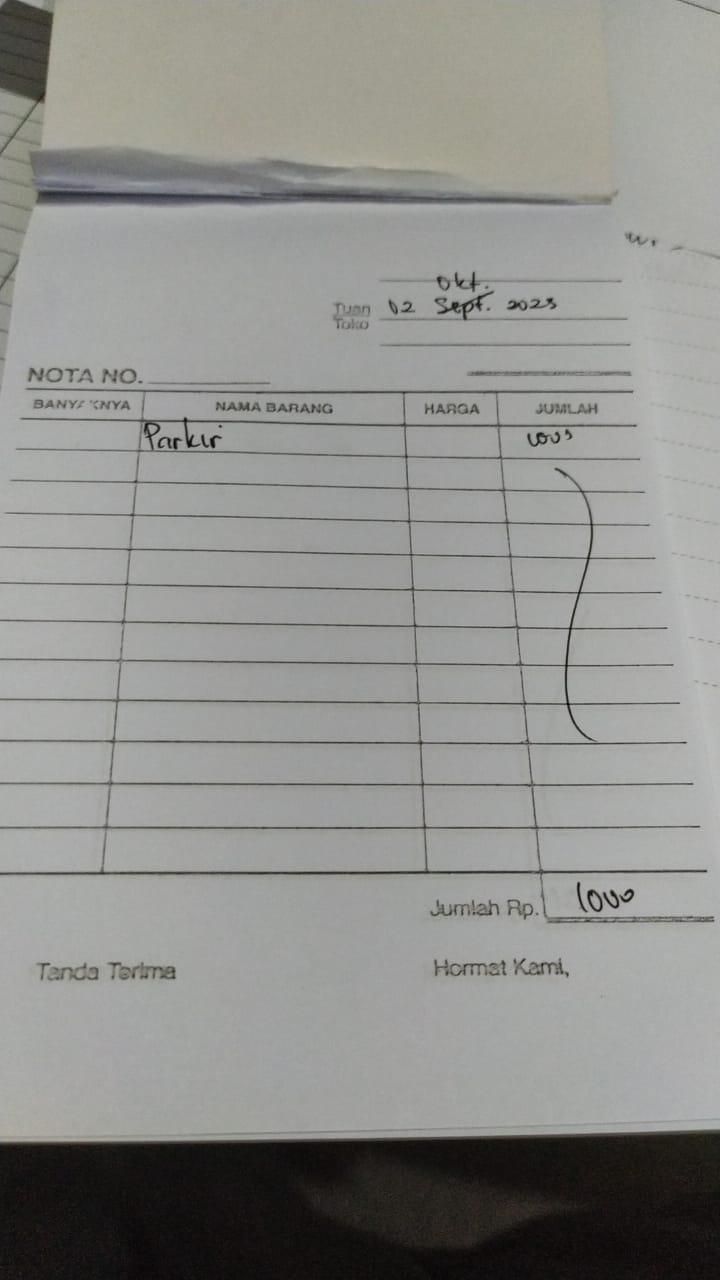 Okt.
Tuan 02 Sept. 2023
Toko
NOTA NO.
BANYAKNYA NAMA BARANG HARGA JUMLAH
Parkir 1000
Jumlah Rp. 1000
Tanda Terima Hormat Kami,